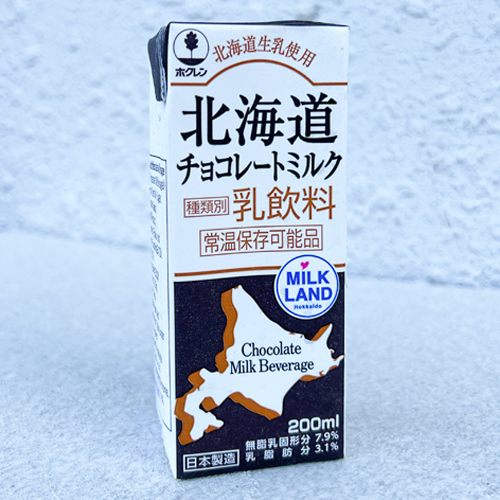 ホクレン
北海道生乳使用
北海道
チョコレートミルク
種類別 乳飲料
常温保存可能品
MILK
LAND
Hokkaido
Chocolate
Milk Beverage
200ml
無脂乳固形分 7.9%
乳脂肪分 3.1%
日本製造